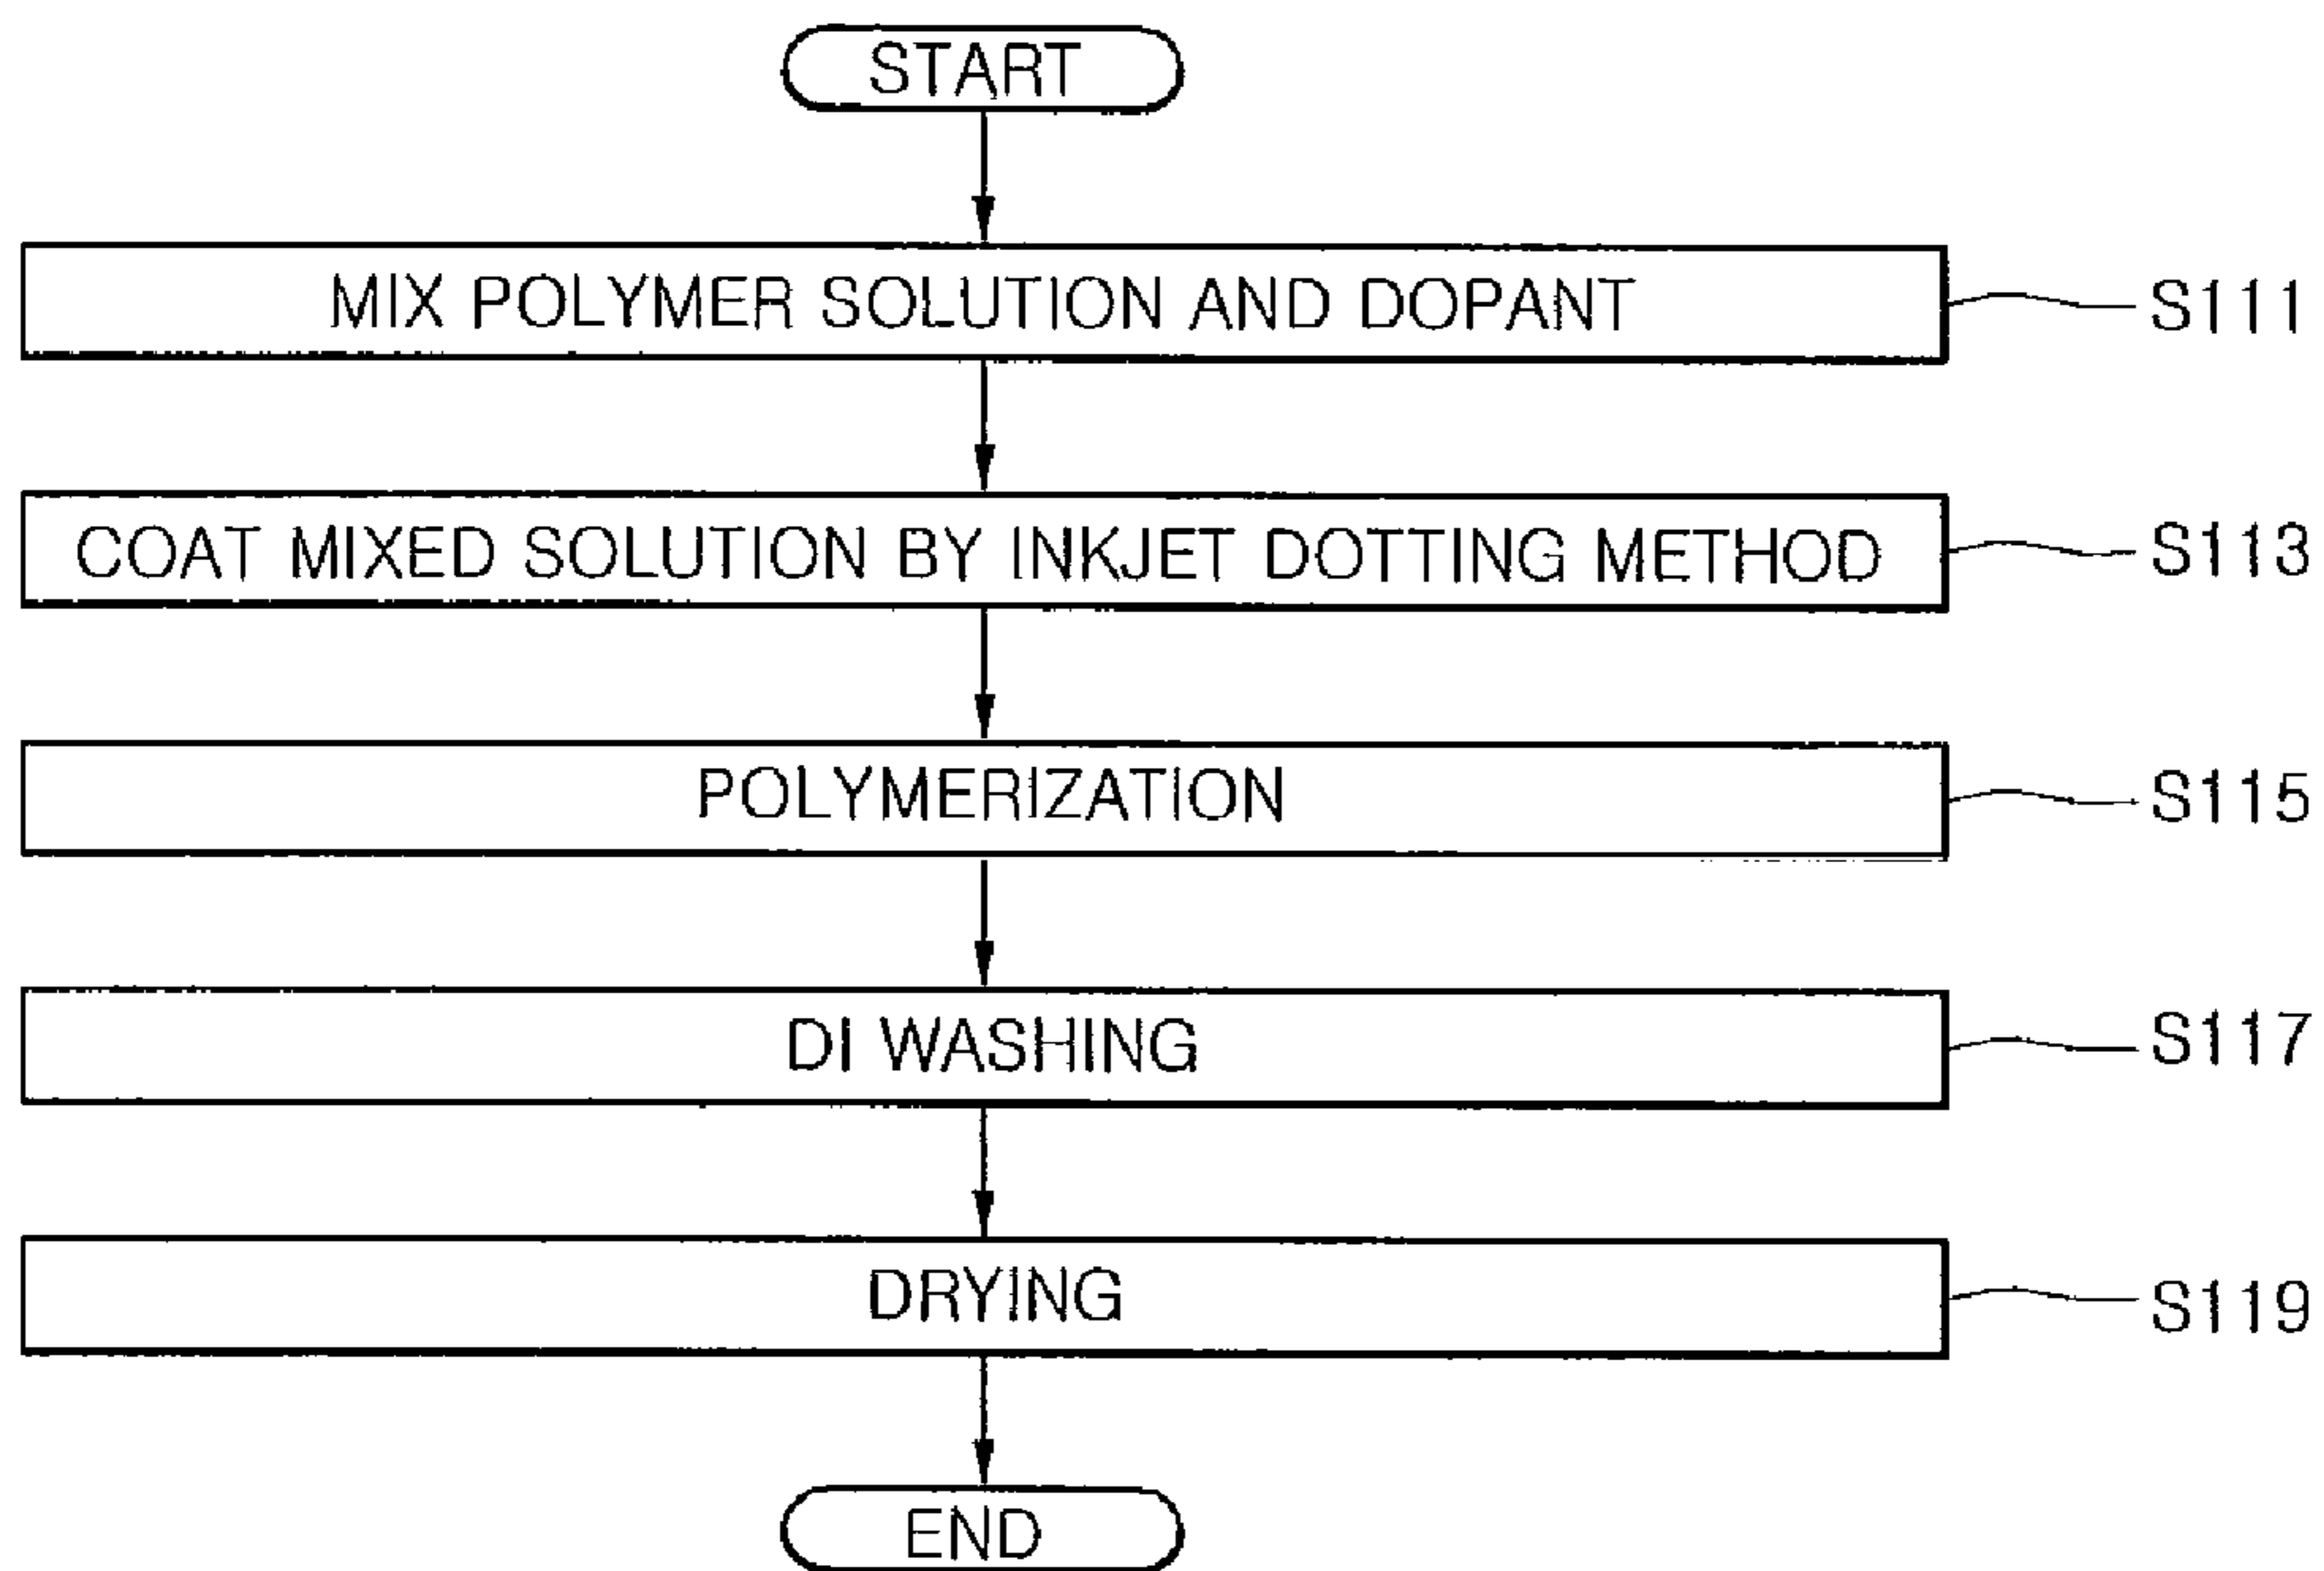 START
MIX POLYMER SOLUTION AND DOPANT
S111
COAT MIXED SOLUTION BY INKJET DOTTING METHOD
S113
POLYMERIZATION
S115
DI WASHING
S117
DRYING
S119
END